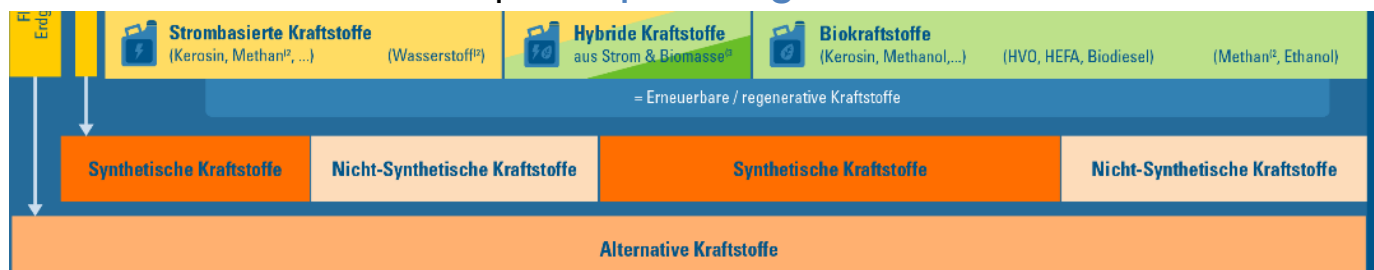 Erdg
Strombasierte Kraftstoffe
(Kerosin, Methan⁽², ...) (Wasserstoff⁽²)
Hybride Kraftstoffe
aus Strom & Biomasse⁽³
Biokraftstoffe
(Kerosin, Methanol,...) (HVO, HEFA, Biodiesel) (Methan⁽², Ethanol)
= Erneuerbare / regenerative Kraftstoffe
Synthetische Kraftstoffe
Nicht-Synthetische Kraftstoffe
Synthetische Kraftstoffe
Nicht-Synthetische Kraftstoffe
Alternative Kraftstoffe